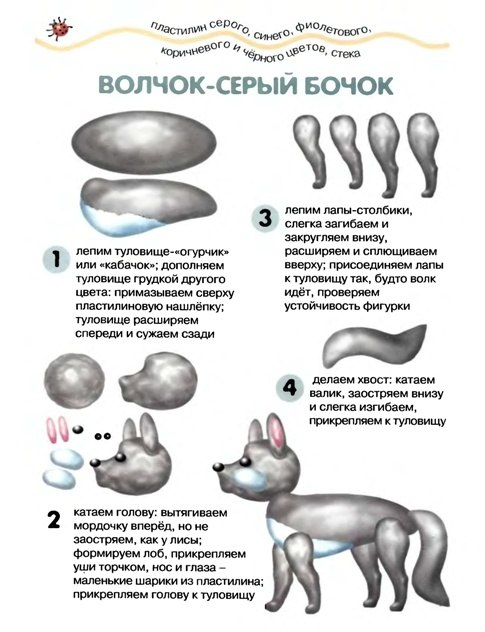 пластилин серого, синего, фиолетового,
коричневого и чёрного цветов, стека
ВОЛЧОК-СЕРЫЙ БОЧОК
1
лепим туловище-«огурчик»
или «кабачок»; дополняем
туловище грудкой другого
цвета: примазываем сверху
пластилиновую нашлёпку;
туловище расширяем
спереди и сужаем сзади
2
катаем голову: вытягиваем
мордочку вперёд, но не
заостряем, как у лисы;
формируем лоб, прикрепляем
уши торчком, нос и глаза -
маленькие шарики из пластилина;
прикрепляем голову к туловищу
3
лепим лапы-столбики,
слегка загибаем и
закругляем внизу,
расширяем и сплющиваем
вверху; присоединяем лапы
к туловищу так, будто волк
идёт, проверяем
устойчивость фигурки
4
делаем хвост: катаем
валик, заостряем внизу
и слегка изгибаем,
прикрепляем к туловищу